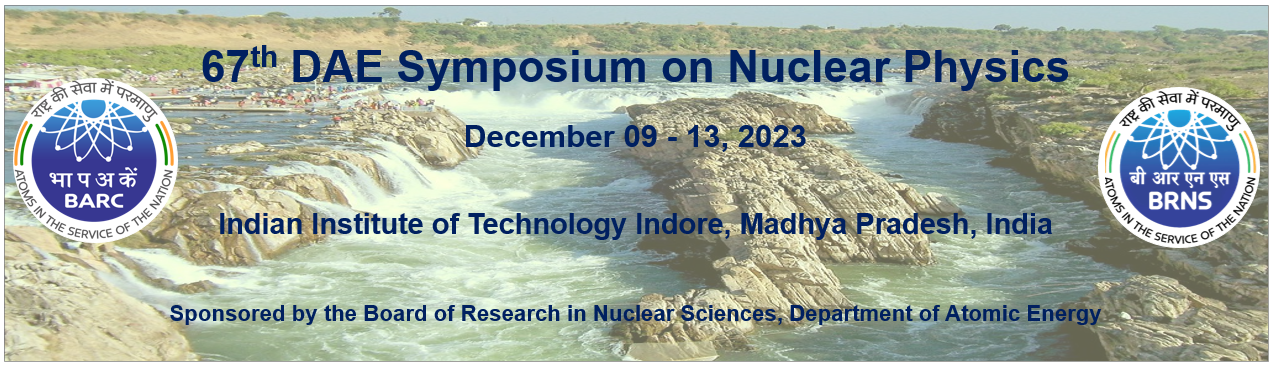 67th DAE Symposium on Nuclear Physics
December 09 - 13, 2023
Indian Institute of Technology Indore, Madhya Pradesh, India
Sponsored by the Board of Research in Nuclear Sciences, Department of Atomic Energy
राष्ट्र की सेवा में परमाणु
भा प अ कें
BARC
ATOMS IN THE SERVICE OF THE NATION
राष्ट्र की सेवा में परमाणु
बी आर एन एस
BRNS
ATOMS IN THE SERVICE OF THE NATION